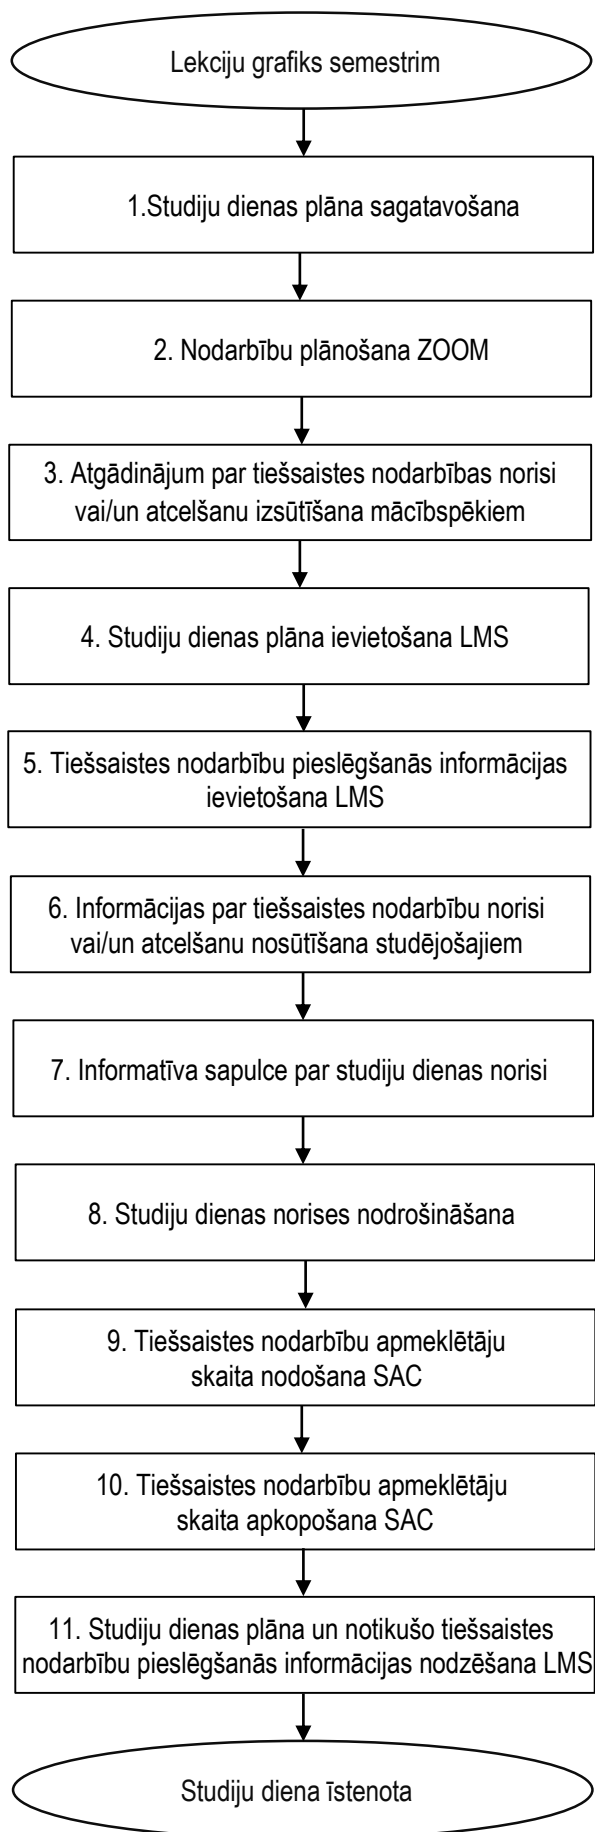 Lekciju grafiks semestrim
1.Studiju dienas plāna sagatavošana
2. Nodarbību plānošana ZOOM
3. Atgādinājum par tiešsaistes nodarbības norisi
vai/un atcelšanu izsūtīšana mācībspēkiem
4. Studiju dienas plāna ievietošana LMS
5. Tiešsaistes nodarbību pieslēgšanās informācijas
ievietošana LMS
6. Informācijas par tiešsaistes nodarbību norisi
vai/un atcelšanu nosūtīšana studējošajiem
7. Informatīva sapulce par studiju dienas norisi
8. Studiju dienas norises nodrošināšana
9. Tiešsaistes nodarbību apmeklētāju
skaita nodošana SAC
10. Tiešsaistes nodarbību apmeklētāju
skaita apkopošana SAC
11. Studiju dienas plāna un notikušo tiešsaistes
nodarbību pieslēgšanās informācijas nodzēšana LMS
Studiju diena īstenota